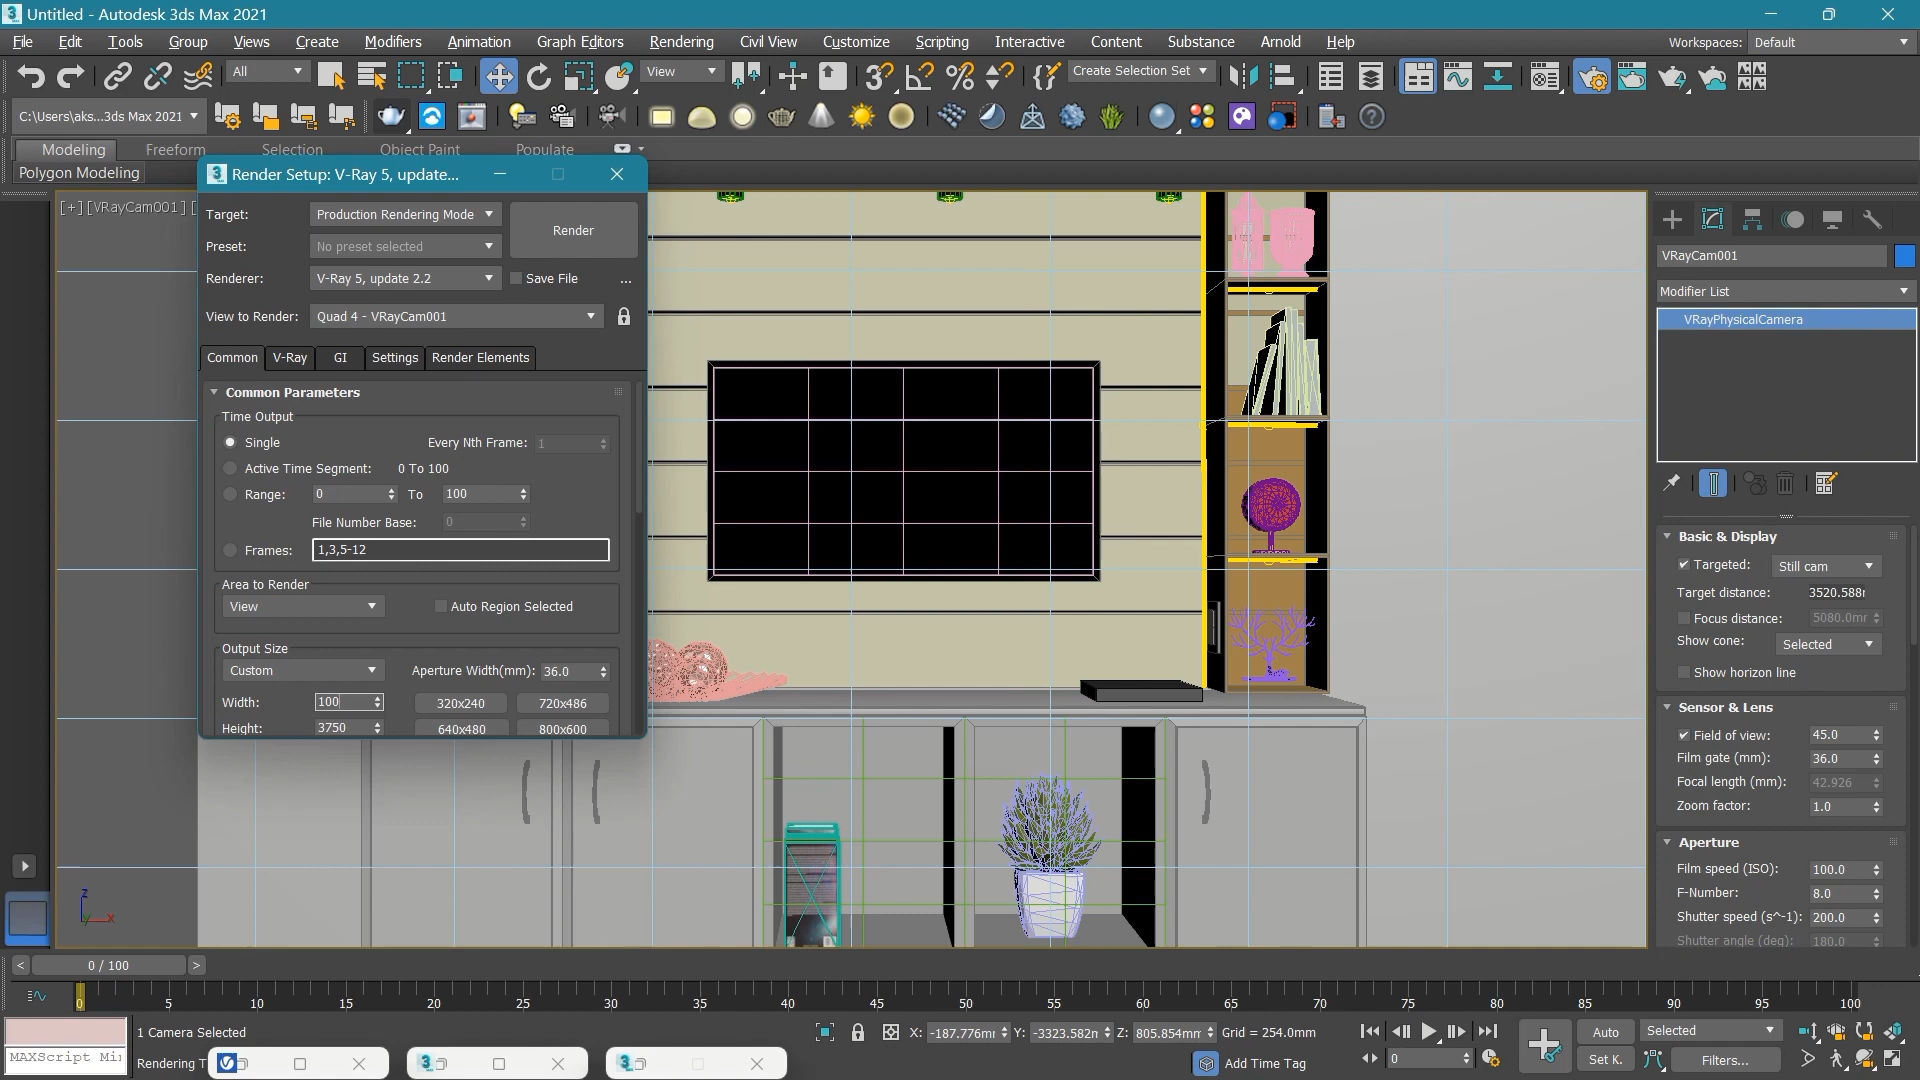 Untitled - Autodesk 3ds Max 2021
File Edit Tools Group Views Create Modifiers Animation Graph Editors Rendering Civil View Customize Scripting Interactive Content Substance Arnold Help
Workspaces: Default
All
View
Create Selection Set
C:\Users\aks...3ds Max 2021
Modeling Freeform Selection Object Paint Populate
Polygon Modeling
[+] [VRayCam001] [
Render Setup: V-Ray 5, update...
Target: Production Rendering Mode
Render
Preset: No preset selected
Renderer: V-Ray 5, update 2.2
Save File ...
View to Render: Quad 4 - VRayCam001
Common V-Ray GI Settings Render Elements
Common Parameters
Time Output
Single Every Nth Frame: 1
Active Time Segment: 0 To 100
Range: 0 To 100
File Number Base: 0
Frames: 1,3,5-12
Area to Render
View Auto Region Selected
Output Size
Custom Aperture Width(mm): 36.0
Width: 100 320x240 720x486
Height: 3750 640x480 800x600
VRayCam001
Modifier List
VRayPhysicalCamera
Basic & Display
Targeted: Still cam
Target distance: 3520.588
Focus distance: 5080.0m
Show cone: Selected
Show horizon line
Sensor & Lens
Field of view: 45.0
Film gate (mm): 36.0
Focal length (mm): 42.926
Zoom factor: 1.0
Aperture
Film speed (ISO): 100.0
F-Number: 8.0
Shutter speed (s^-1): 200.0
Shutter angle (deg): 180.0
z
x
< 0 / 100 >
0 5 10 15 20 25 30 35 40 45 50 55 60 65 70 75 80 85 90 95 100
1 Camera Selected
X: -187.776m Y: -3323.582 Z: 805.854mm Grid = 254.0mm
Auto Selected
MAXScript Mi
Rendering T
Add Time Tag
0
Set K. Filters...